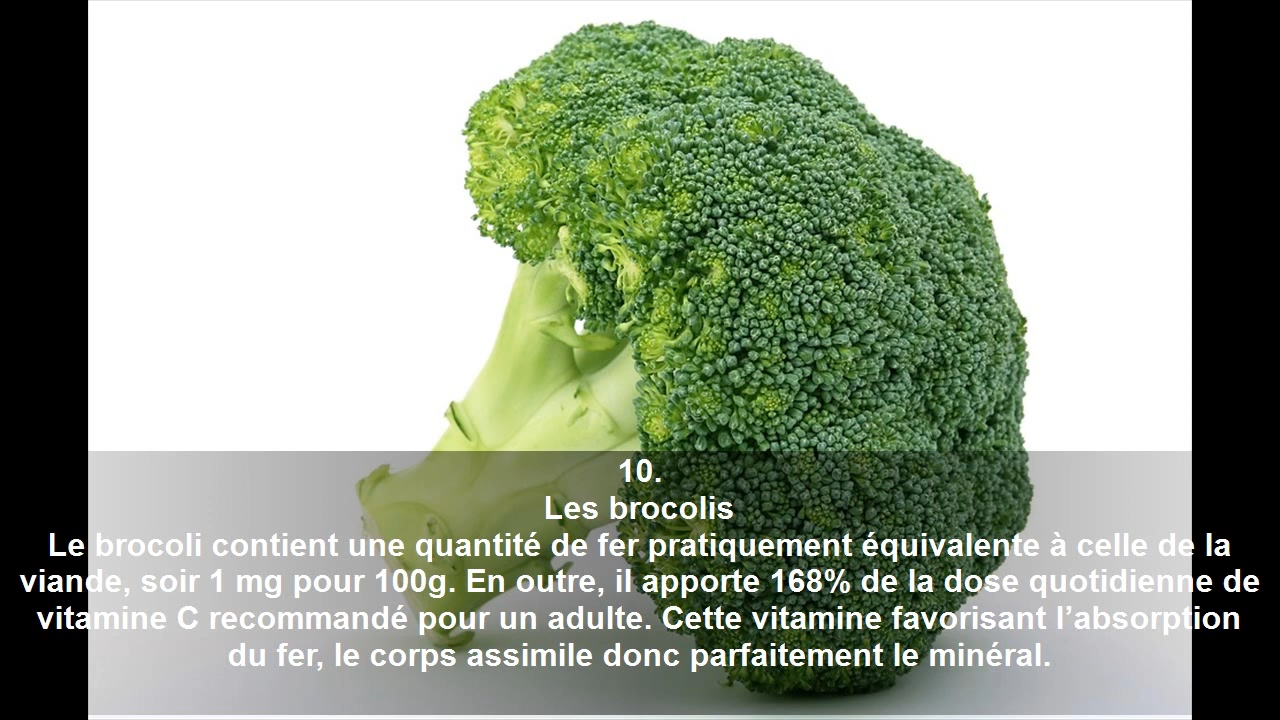 10.
Les brocolis
Le brocoli contient une quantité de fer pratiquement équivalente à celle de la
viande, soir 1 mg pour 100g. En outre, il apporte 168% de la dose quotidienne de
vitamine C recommandé pour un adulte. Cette vitamine favorisant l’absorption
du fer, le corps assimile donc parfaitement le minéral.